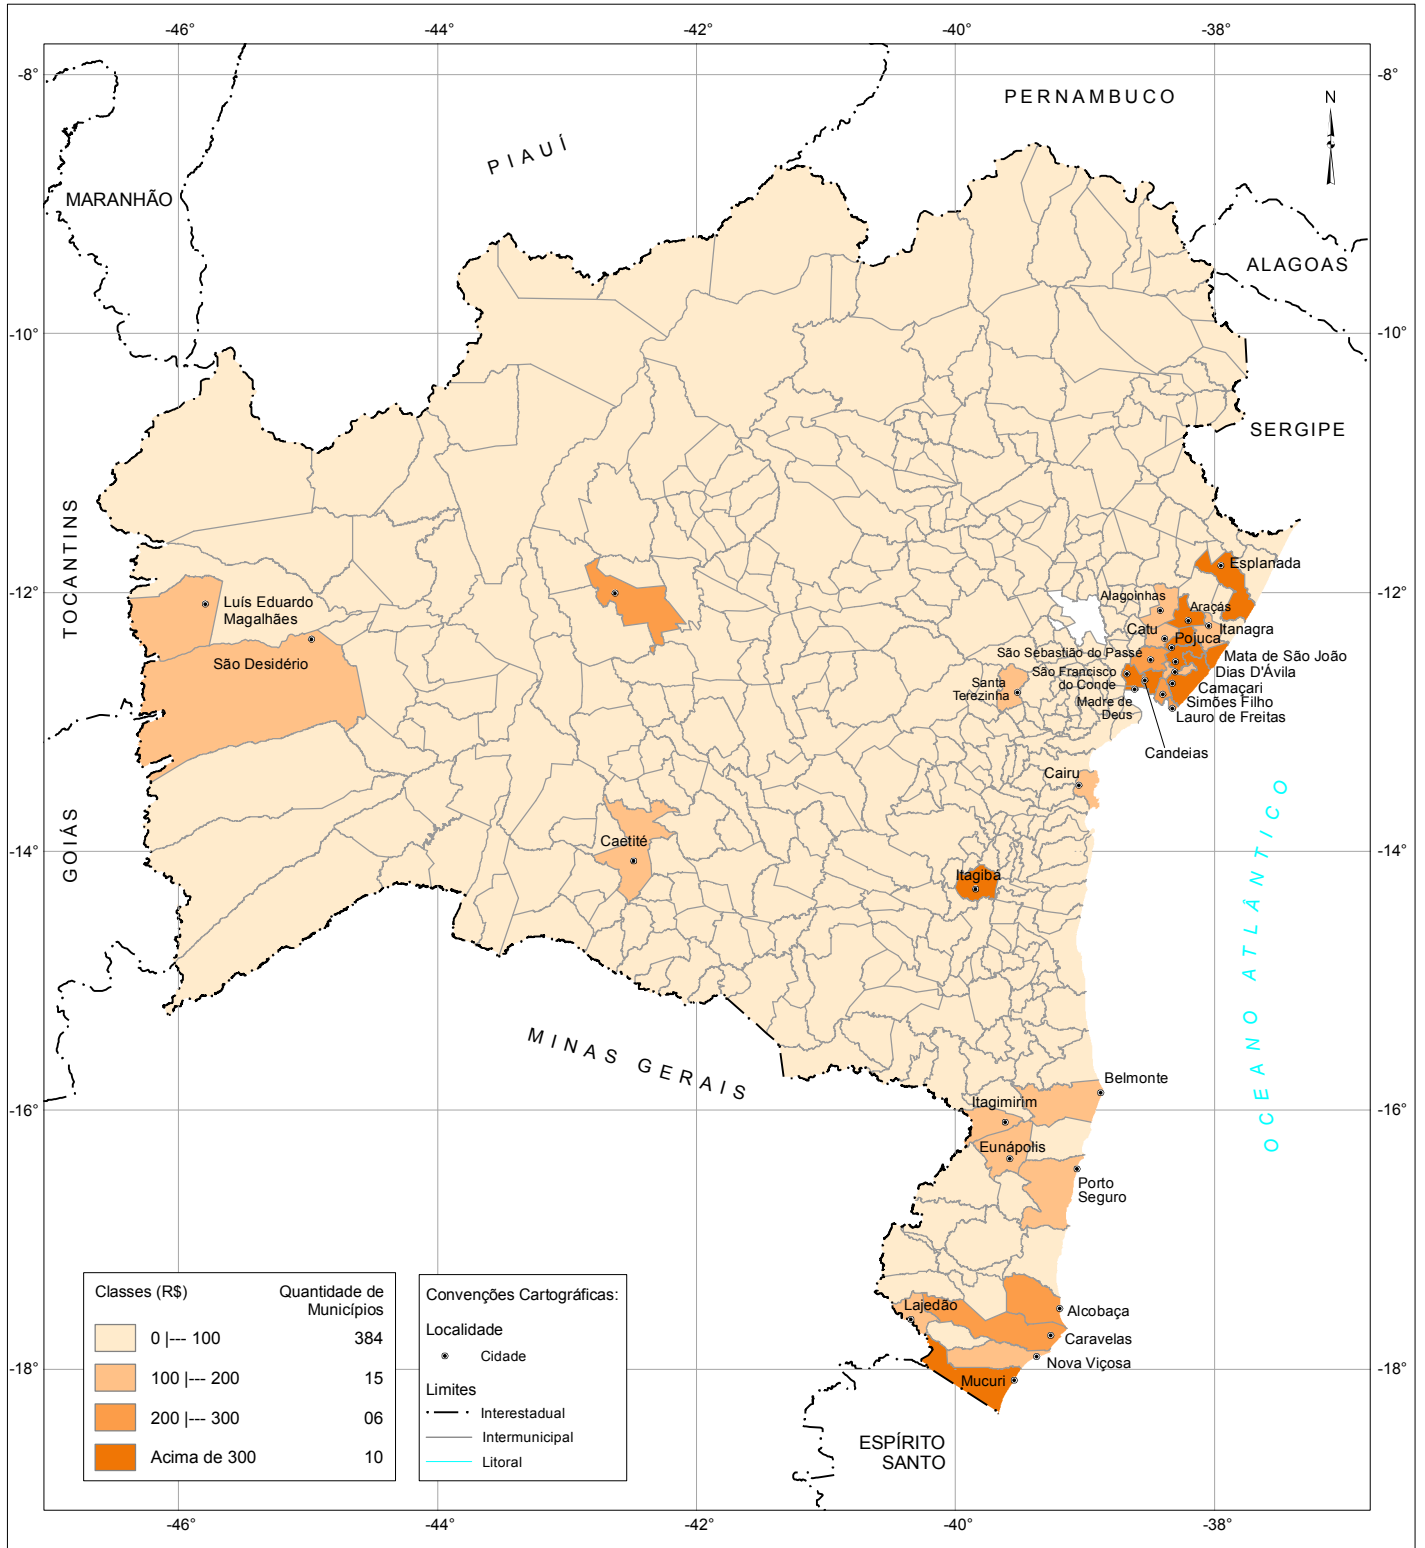 -46°
-44°
-42°
-40°
-38°
-8°
-8°
PERNAMBUCO
N
PIAUÍ
MARANHÃO
ALAGOAS
-10°
-10°
SERGIPE
TOCANTINS
Esplanada
-12°
-12°
Luís Eduardo
Magalhães
Alagoinhas
Araçás
Catu
Pojuca
Itanagra
São Desidério
São Sebastião do Passé
Mata de São João
São Francisco
do Conde
Dias D'Ávila
Santa
Terezinha
Camaçari
Madre de
Deus
Simões Filho
Lauro de Freitas
Candeias
Cairu
GOIÁS
Caetité
-14°
-14°
Itagibá
OCEANO ATLÂNTICO
MINAS GERAIS
Belmonte
Itagimirim
-16°
-16°
Eunápolis
Porto
Seguro
Lajedão
Alcobaça
Caravelas
Nova Viçosa
-18°
-18°
Mucuri
ESPÍRITO
SANTO
Classes (R$)
Quantidade de
Municípios
0 |--- 100
384
100 |--- 200
15
200 |--- 300
06
Acima de 300
10
Convenções Cartográficas:
Localidade
Cidade
Limites
Interestadual
Intermunicipal
Litoral
-46°
-44°
-42°
-40°
-38°